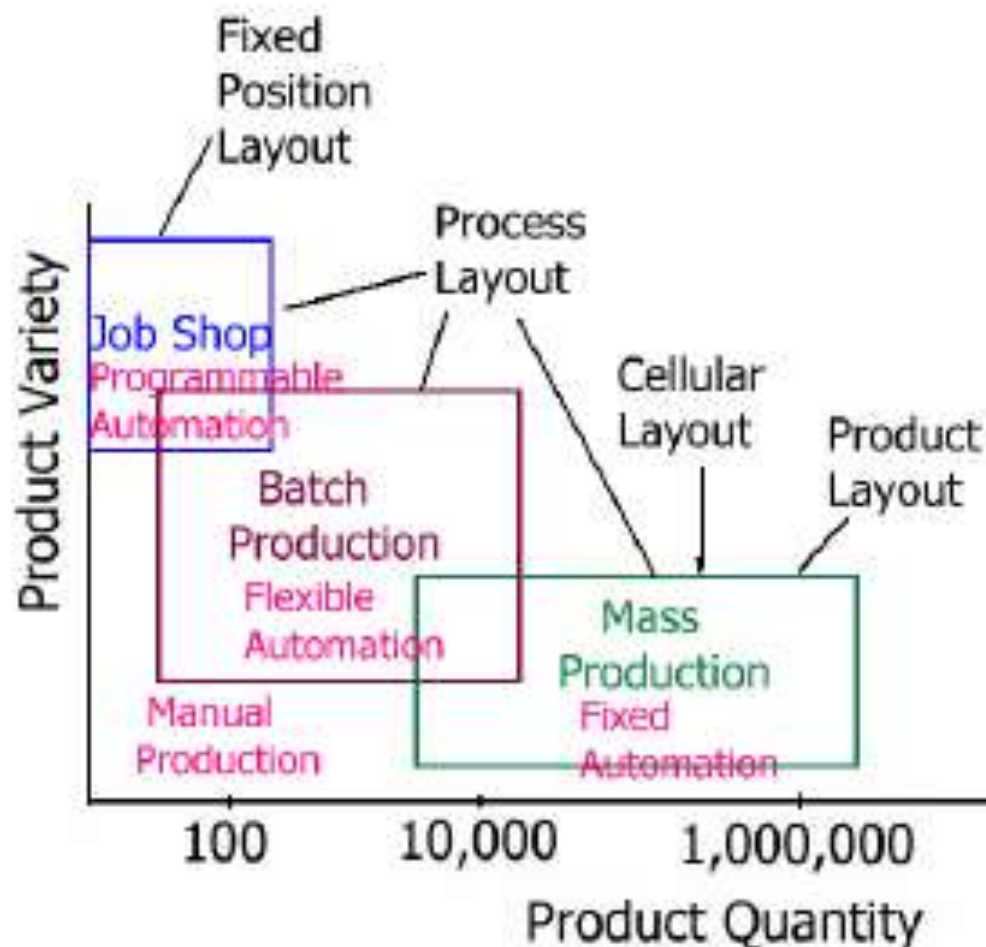 Fixed
Position
Layout
Process
Layout
Cellular
Layout
Product
Layout
Product Variety
Job Shop
Programmable
Automation
Batch
Production
Flexible
Automation
Mass
Production
Fixed
Automation
Manual
Production
100
10,000
1,000,000
Product Quantity